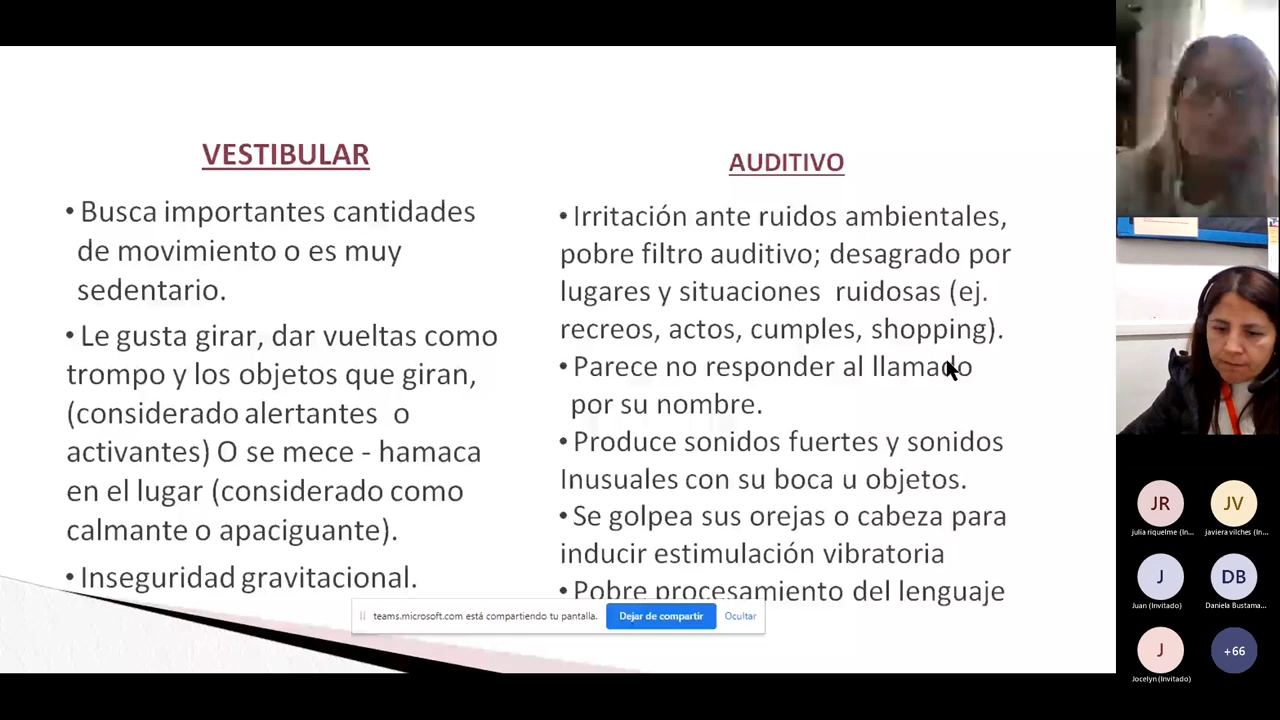 VESTIBULAR
• Busca importantes cantidades
de movimiento o es muy
sedentario.
• Le gusta girar, dar vueltas como
trompo y los objetos que giran,
(considerado alertantes o
activantes) O se mece - hamaca
en el lugar (considerado como
calmante o apaciguante).
• Inseguridad gravitacional.
AUDITIVO
• Irritación ante ruidos ambientales,
pobre filtro auditivo; desagrado por
lugares y situaciones ruidosas (ej.
recreos, actos, cumples, shopping).
• Parece no responder al llamado
por su nombre.
• Produce sonidos fuertes y sonidos
Inusuales con su boca u objetos.
• Se golpea sus orejas o cabeza para
inducir estimulación vibratoria
• Pobre procesamiento del lenguaje
teams.microsoft.com está compartiendo tu pantalla.
Dejar de compartir
Ocultar
JR
julia riquelme (In...
JV
javiera vilches (In...
J
Juan (Invitado)
DB
Daniela Bustama...
J
Jocelyn (Invitado)
+66